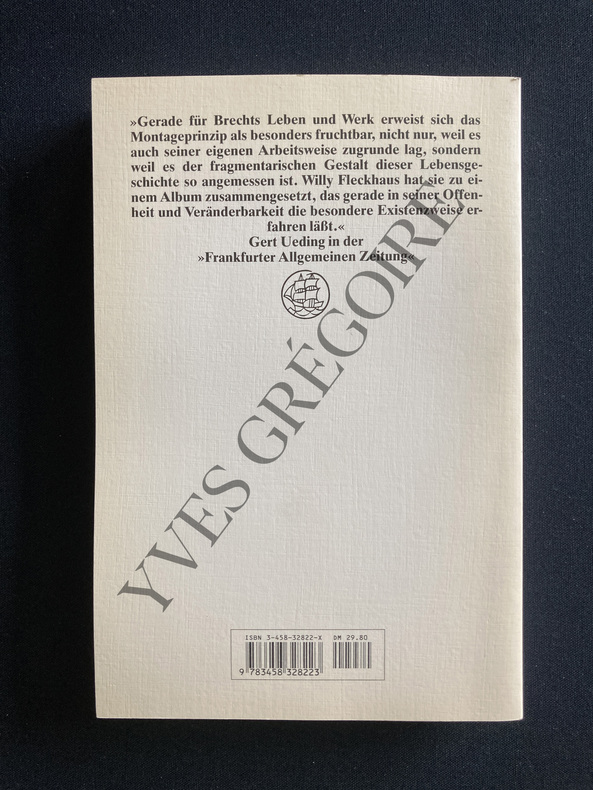 »Gerade für Brechts Leben und Werk erweist sich das
Montageprinzip als besonders fruchtbar, nicht nur, weil es
auch seiner eigenen Arbeitsweise zugrunde lag, sondern
weil es der fragmentarischen Gestalt dieser Lebensge-
schichte so angemessen ist. Willy Fleckhaus hat sie zu ei-
nem Album zusammengesetzt, das gerade in seiner Offen-
heit und Veränderbarkeit die besondere Existenzweise er-
fahren läßt.«
Gert Ueding in der
»Frankfurter Allgemeinen Zeitung«
YVES GRÉGOIRE
ISBN 3-458-32822-X DM 29.80
9 783458 328223